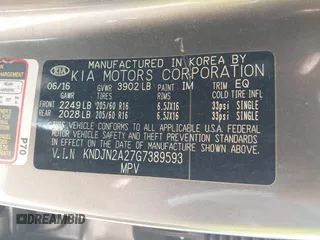 MANUFACTURED IN KOREA BY
KIA KIA MOTORS CORPORATION
06/16 GVWR 3902 LB PAINT IM TRIM EQ
GAWR TIRES RIMS COLD TIRE INFL.
FRONT 2249 LB 205/60 R16 6.5JX16 33psi SINGLE
REAR 2028 LB 205/60 R16 6.5JX16 33psi SINGLE
THIS VEHICLE CONFORMS TO ALL APPLICABLE FEDERAL MOTOR
VEHICLE SAFETY AND THEFT PREVENTION STANDARDS
IN EFFECT ON THE DATE OF MANUFACTURE SHOWN ABOVE.
V.I.N KNDJN2A27G7389593
MPV
P70
DREAMBID